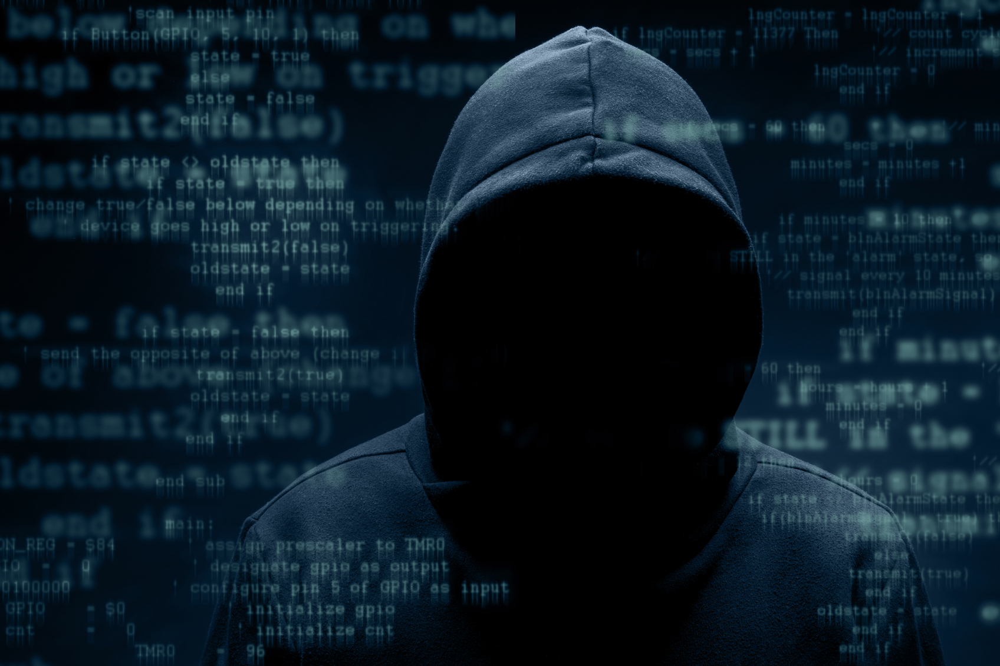 'scan input pin
if Button(GPIO, 5, 10, 1) then
state = true
else
state = false
end if
if state <> oldstate then
if state = true then
' change true/false below depending on wheth
' device goes high or low on triggering.
transmit2(false)
oldstate = state
end if
if state = false then
' send the opposite of above (change i
transmit2(true)
oldstate = state
end if
end if
end sub
main:
ON_REG = $84 ' assign prescaler to TMR0
IO = 0 ' designate gpio as output
0100000 ' configure pin 5 of GPIO as input
GPIO = $0 ' initialize gpio
cnt = 0 ' initialize cnt
TMR0 = 96
below depending on whe
high or low on trigger
ransmit2(false)
ldstate = state
end if
te = false then
e of above change
transmit2(true)
ldstate = state
end if
lngCounter = lngCounter + 1
if lngCounter = 11377 Then '// count cycle
s = secs + 1 '// increment s
lngCounter = 0
end if
if secs = 60 then '// min
secs = 0
minutes = minutes +1
end if
if minutes = 10 then
if state = blnAlarmState then
STILL in the 'alarm' state, so
'// signal every 10 minutes
transmit(blnAlarmSignal)
end if
end if
60 then
hours = hours + 1
minutes = 0
end if
hours = 0
if state = blnAlarmState the
if(blnAlarmSignal = true) then
transmit(false)
else
transmit(true)
end if
oldstate = state
end if
end if
if secs = 60 then
minutes
if minut
if state =
STILL in the '
signal